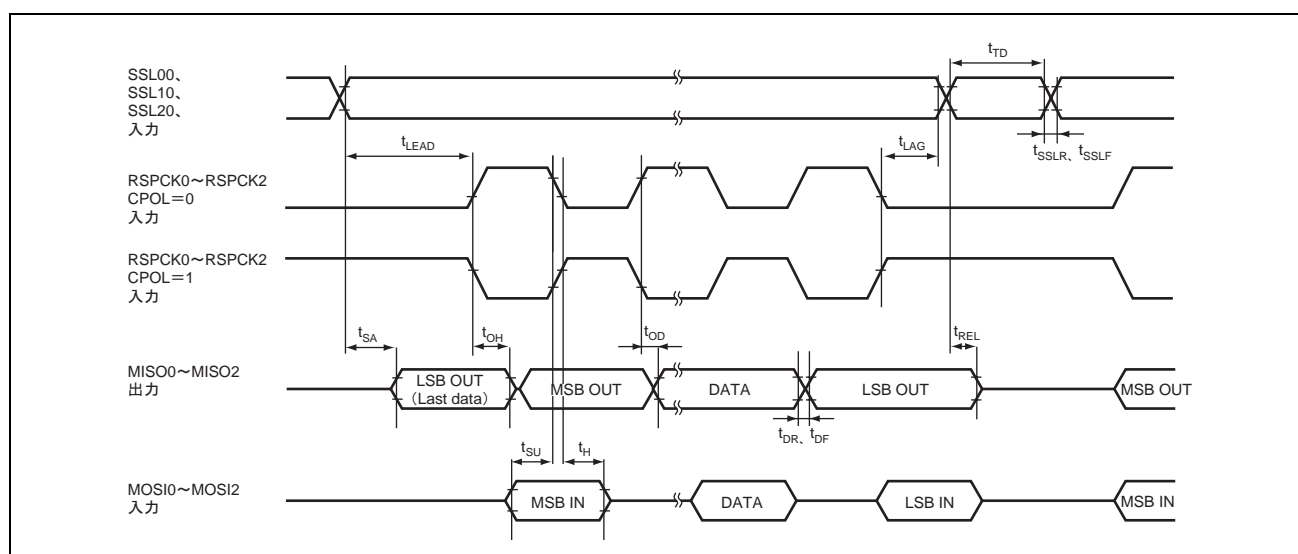 SSL00、
SSL10、
SSL20、
入力
tTD
tLEAD
tLAG
tSSLR、tSSLF
RSPCK0～RSPCK2
CPOL＝0
入力
RSPCK0～RSPCK2
CPOL＝1
入力
tSA
tOH
tOD
tREL
MISO0～MISO2
出力
LSB OUT
（Last data）
MSB OUT
DATA
LSB OUT
MSB OUT
tDR、tDF
tSU
tH
MOSI0～MOSI2
入力
MSB IN
DATA
LSB IN
MSB IN